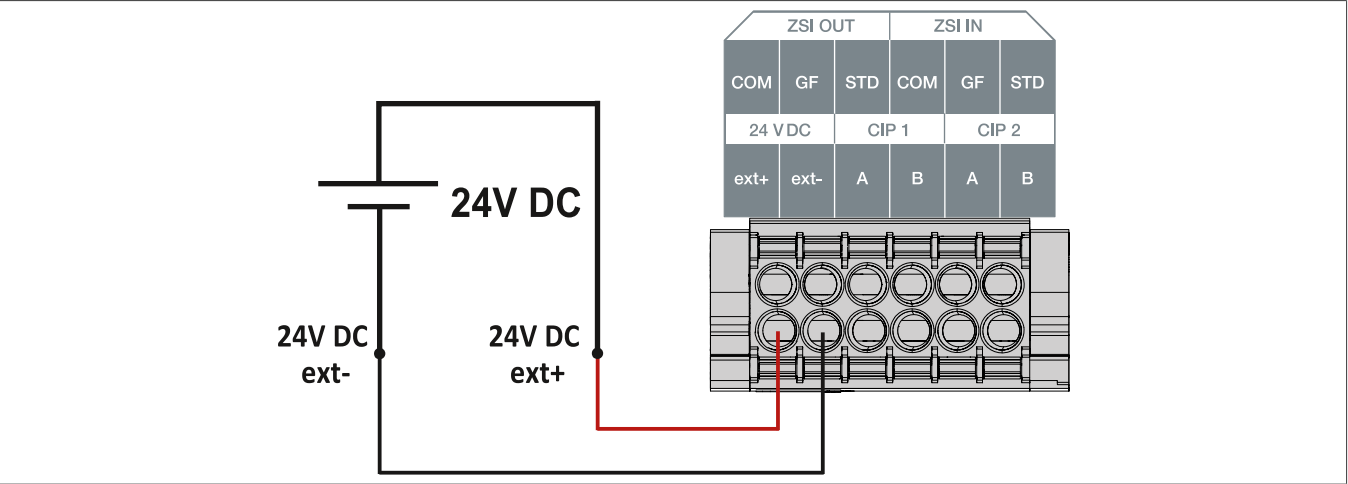 ZSI OUT ZSI IN
COM GF STD COM GF STD
24 V DC CIP 1 CIP 2
ext+ ext- A B A B
24V DC
24V DC 24V DC
ext- ext+